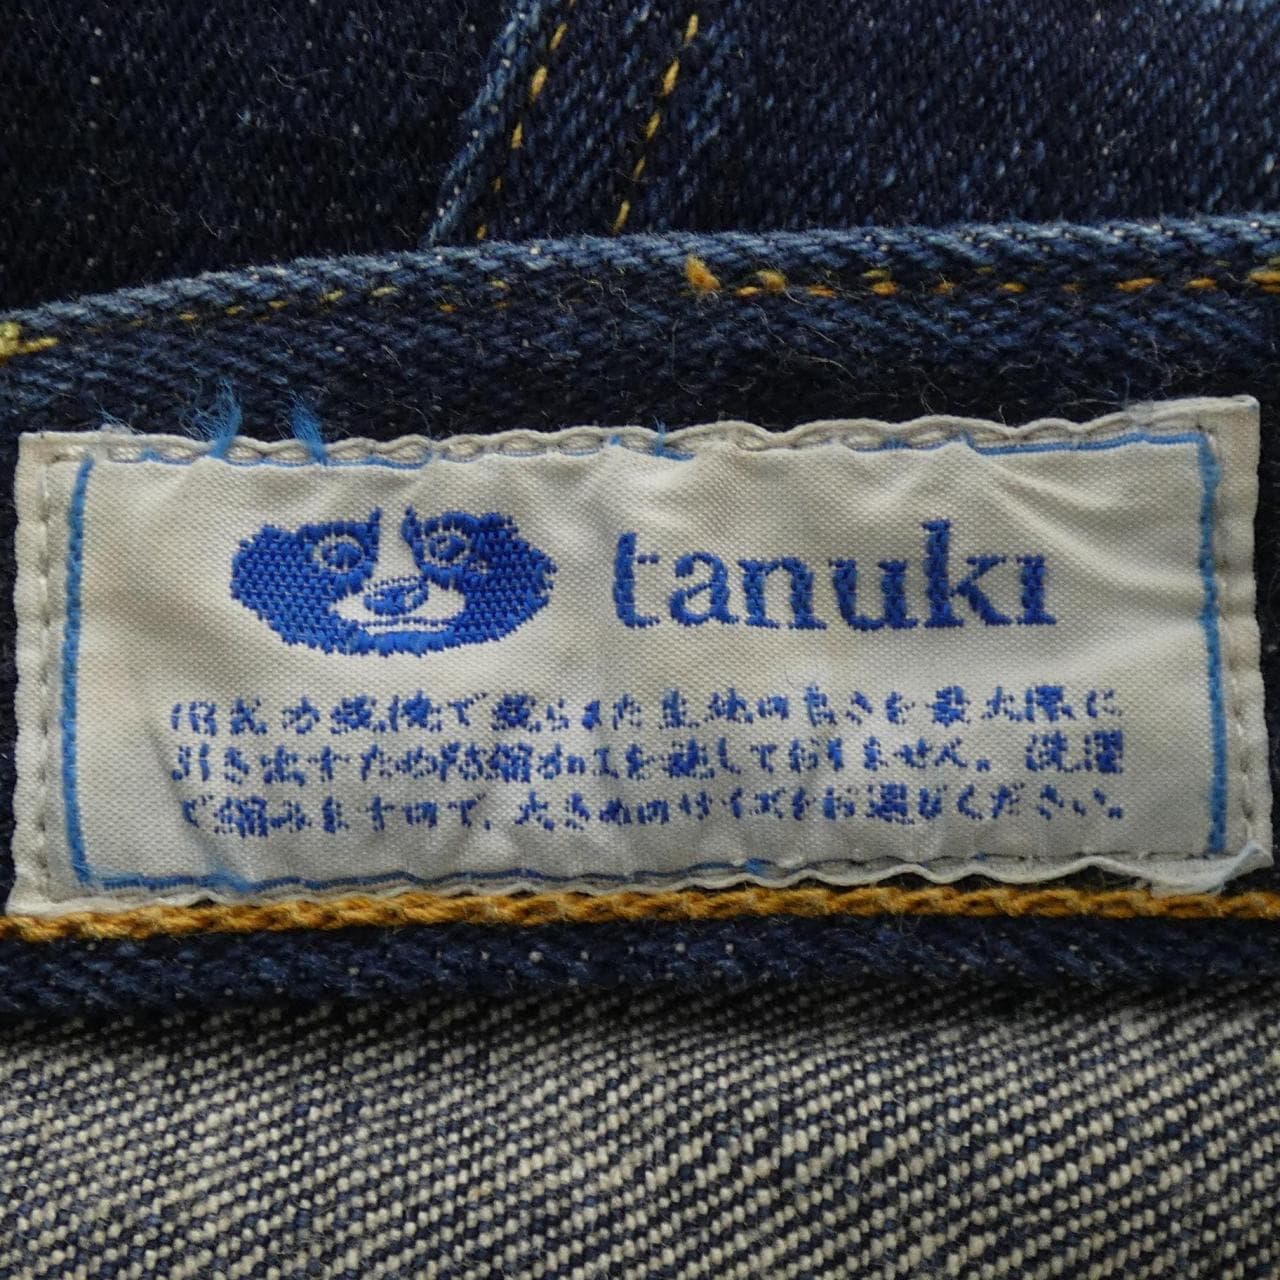 tanuki
旧式力織機で織られた生地の良さを最大限に
引き出すため防縮加工を施しておりません。洗濯
で縮みますので、大きめのサイズをお選びください。